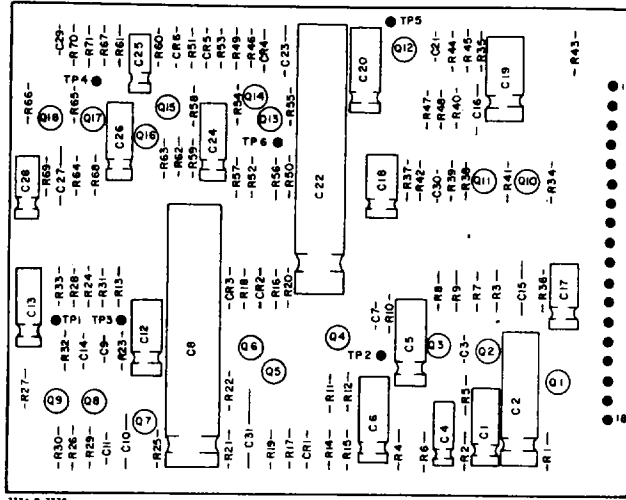 TP5
C29 R70 R71 R67 R61 C25 R60 CR6 R51 CR5 R53 R49 R46 CR4 C23 C20 Q12 C21 R44 R45 R35 C19 R43
TP4
R66 R65 Q18 Q17 C26 Q16 Q15 R58 C24 R54 Q14 Q13 R55 R47 R48 R40 C16
TP6
C28 R69 C27 R64 R68 R63 R62 R59 R57 R52 R56 R50 C22 C18 R37 R42 C30 R39 R38 Q11 R41 Q10 R34
C13 R33 R28 R24 R31 R13 CR3 R18 CR2 R16 R20 R8 R9 R7 R3 C15 R36 C17
TP1 TP3 C12 C8 C7 R10
R32 C14 C9 R23 Q6 Q4 C5 Q3 C3 Q2
TP2
R27 Q5 R22 R11 R12 R5 C2 Q1
Q9 Q8 Q7 C6 C4 C1
R30 R26 R29 C11 C10 R25 R21 C31 R19 R17 CR1 R14 R15 R4 R6 R2 R1
18